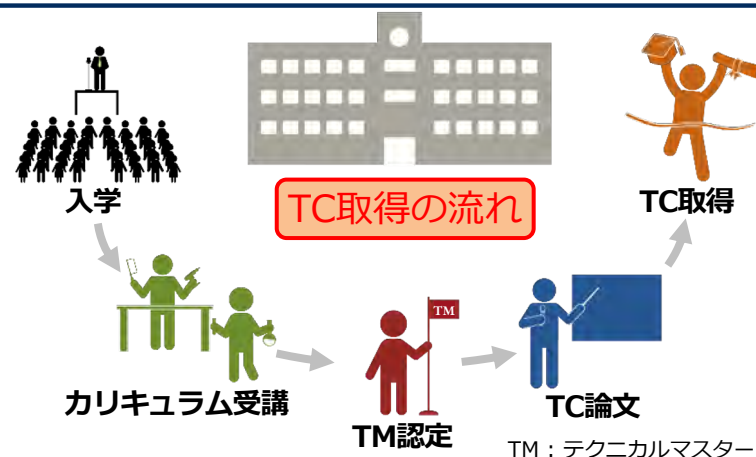 入学
TC取得の流れ
TC取得
カリキュラム受講
TM
TM認定
TC論文
TM：テクニカルマスター